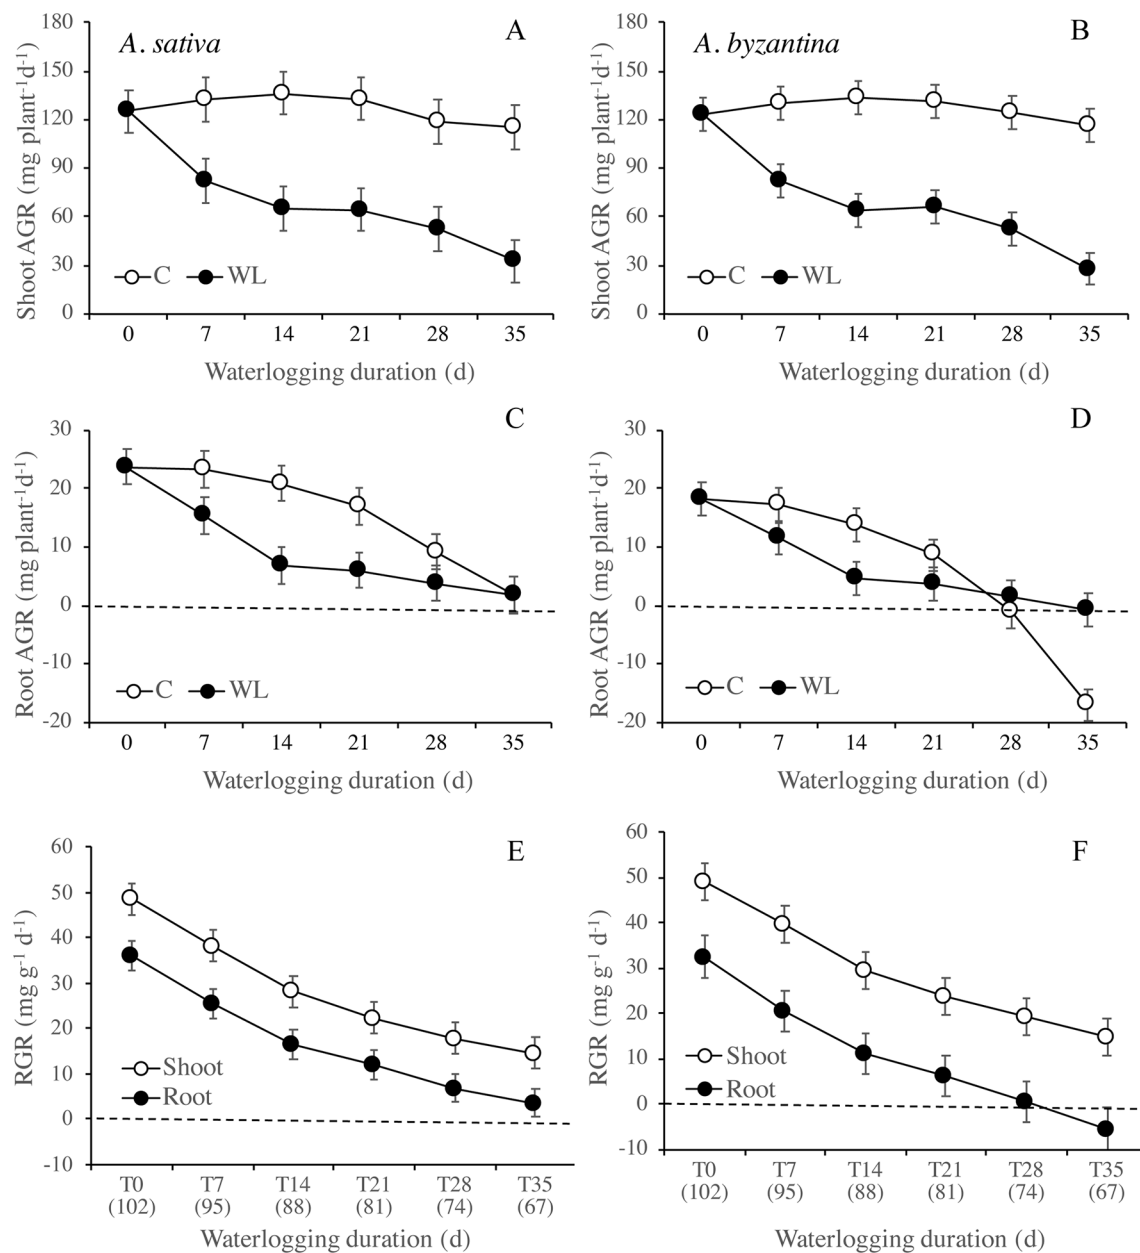 A. sativa
A
Shoot AGR (mg plant⁻¹d⁻¹)
180
150
120
90
60
30
0
C WL
0 7 14 21 28 35
Waterlogging duration (d)
A. byzantina
B
Shoot AGR (mg plant⁻¹d⁻¹)
180
150
120
90
60
30
0
C WL
0 7 14 21 28 35
Waterlogging duration (d)
C
Root AGR (mg plant⁻¹d⁻¹)
30
20
10
0
-10
-20
C WL
0 7 14 21 28 35
Waterlogging duration (d)
D
Root AGR (mg plant⁻¹d⁻¹)
30
20
10
0
-10
-20
C WL
0 7 14 21 28 35
Waterlogging duration (d)
E
RGR (mg g⁻¹ d⁻¹)
60
50
40
30
20
10
0
-10
Shoot
Root
T0 T7 T14 T21 T28 T35
(102) (95) (88) (81) (74) (67)
Waterlogging duration (d)
F
RGR (mg g⁻¹ d⁻¹)
60
50
40
30
20
10
0
-10
Shoot
Root
T0 T7 T14 T21 T28 T35
(102) (95) (88) (81) (74) (67)
Waterlogging duration (d)